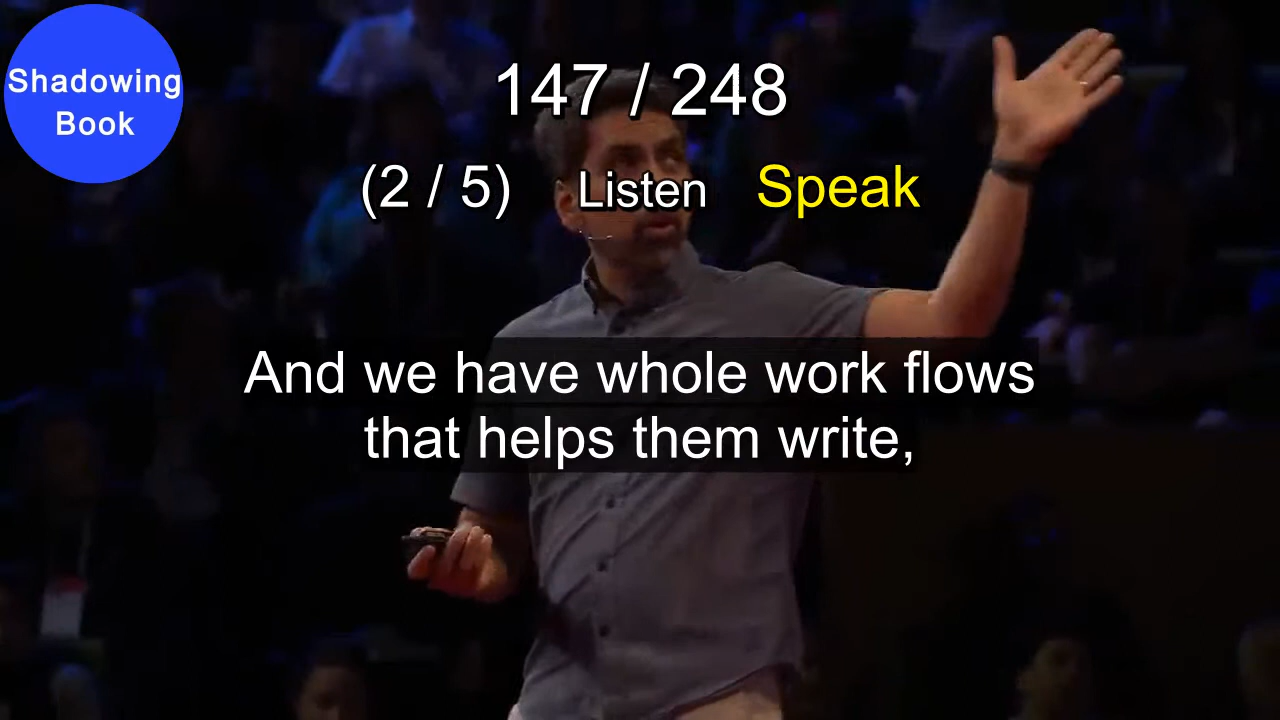 Shadowing
Book
147 / 248
(2 / 5) Listen Speak
And we have whole work flows
that helps them write,